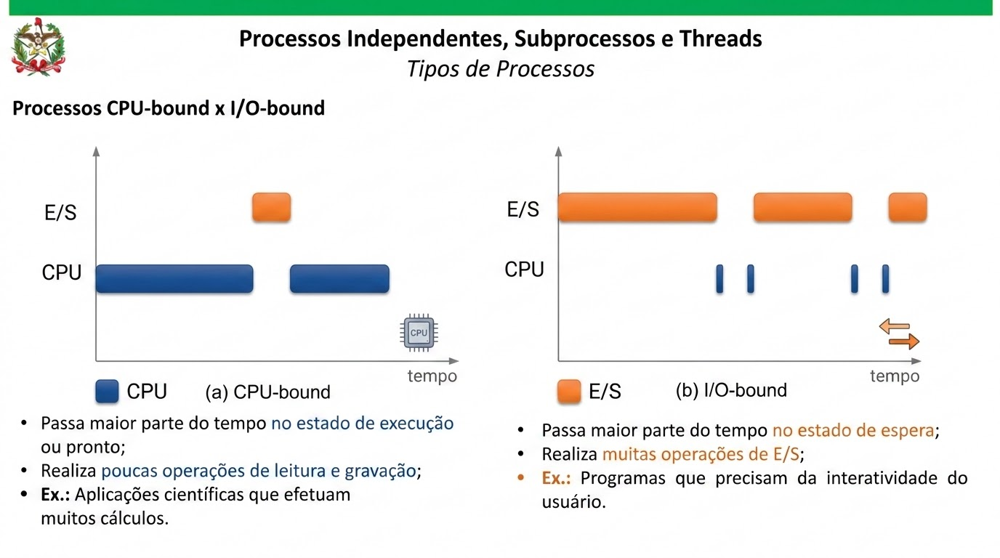 Processos Independentes, Subprocessos e Threads
Tipos de Processos
Processos CPU-bound x I/O-bound
E/S
CPU
CPU
tempo
CPU
(a) CPU-bound
• Passa maior parte do tempo no estado de execução
ou pronto;
• Realiza poucas operações de leitura e gravação;
• Ex.: Aplicações científicas que efetuam
muitos cálculos.
E/S
CPU
tempo
E/S
(b) I/O-bound
• Passa maior parte do tempo no estado de espera;
• Realiza muitas operações de E/S;
• Ex.: Programas que precisam da interatividade do
usuário.